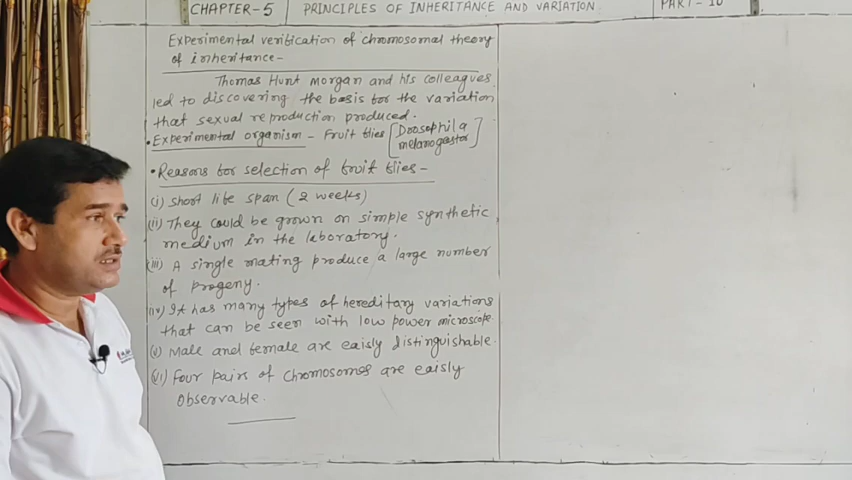 CHAPTER-5 PRINCIPLES OF INHERITANCE AND VARIATION. PART-10
Experimental verification of chromosomal theory
of inheritance-
Thomas Hunt Morgan and his colleagues
led to discovering the basis for the variation
that sexual reproduction produced.
• Experimental organism - Fruit flies [Drosophila
melanogastor]
• Reasons for selection of fruit flies -
(i) Short life span (2 weeks)
(ii) They could be grown on simple synthetic
medium in the laboratory.
(iii) A single mating produce a large number
of progeny.
(iv) It has many types of hereditary variations
that can be seen with low power microscope.
(v) Male and female are eaisly distinguishable.
(vi) Four pairs of chromosomes are eaisly
observable.